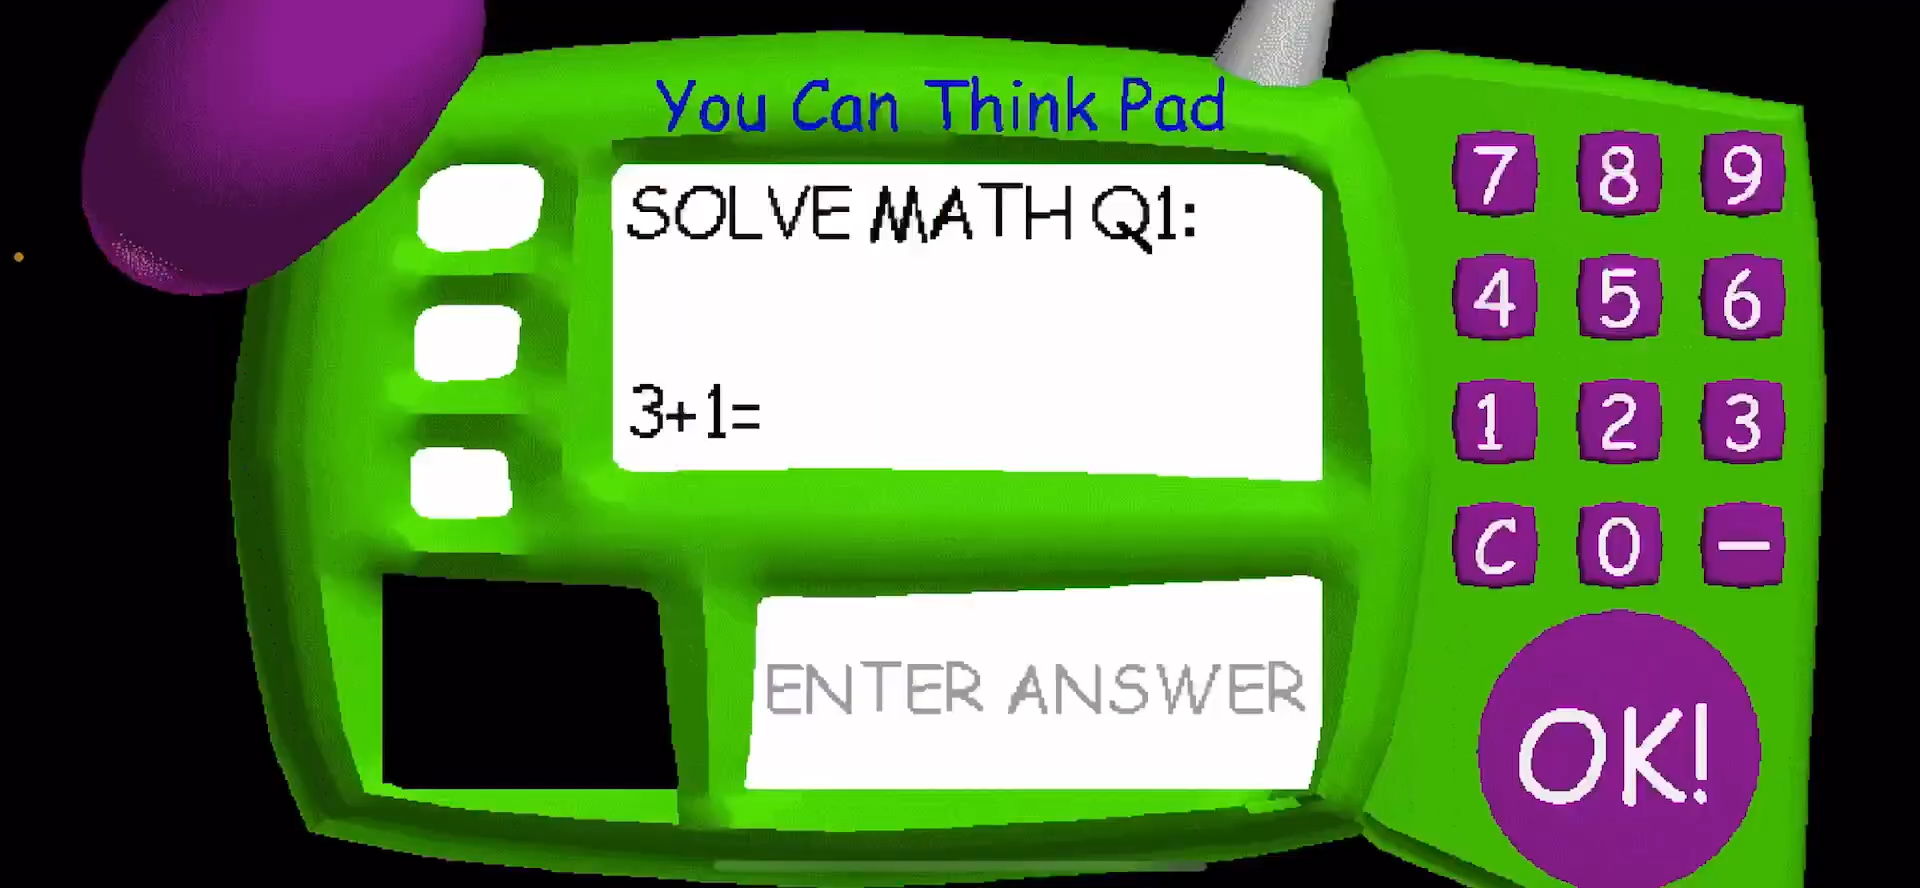 You Can Think Pad
SOLVE MATH Q1:
3+1=
ENTER ANSWER
7 8 9
4 5 6
1 2 3
C 0 —
OK!